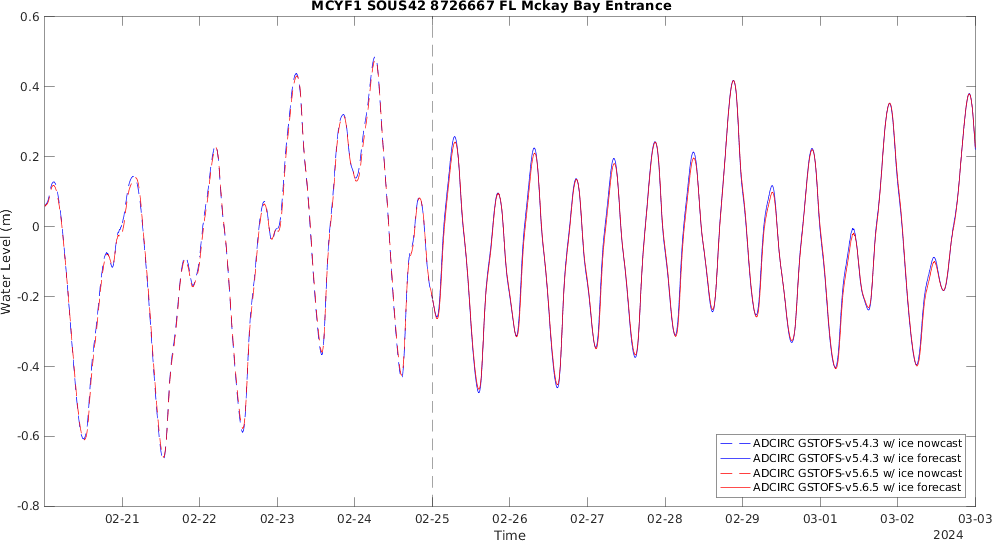 MCYF1 SOUS42 8726667 FL Mckay Bay Entrance
0.6
0.4
0.2
0
-0.2
-0.4
-0.6
-0.8
Water Level (m)
ADCIRC GSTOFS-v5.4.3 w/ ice nowcast
ADCIRC GSTOFS-v5.4.3 w/ ice forecast
ADCIRC GSTOFS-v5.6.5 w/ ice nowcast
ADCIRC GSTOFS-v5.6.5 w/ ice forecast
02-21 02-22 02-23 02-24 02-25 02-26 02-27 02-28 02-29 03-01 03-02 03-03
Time
2024